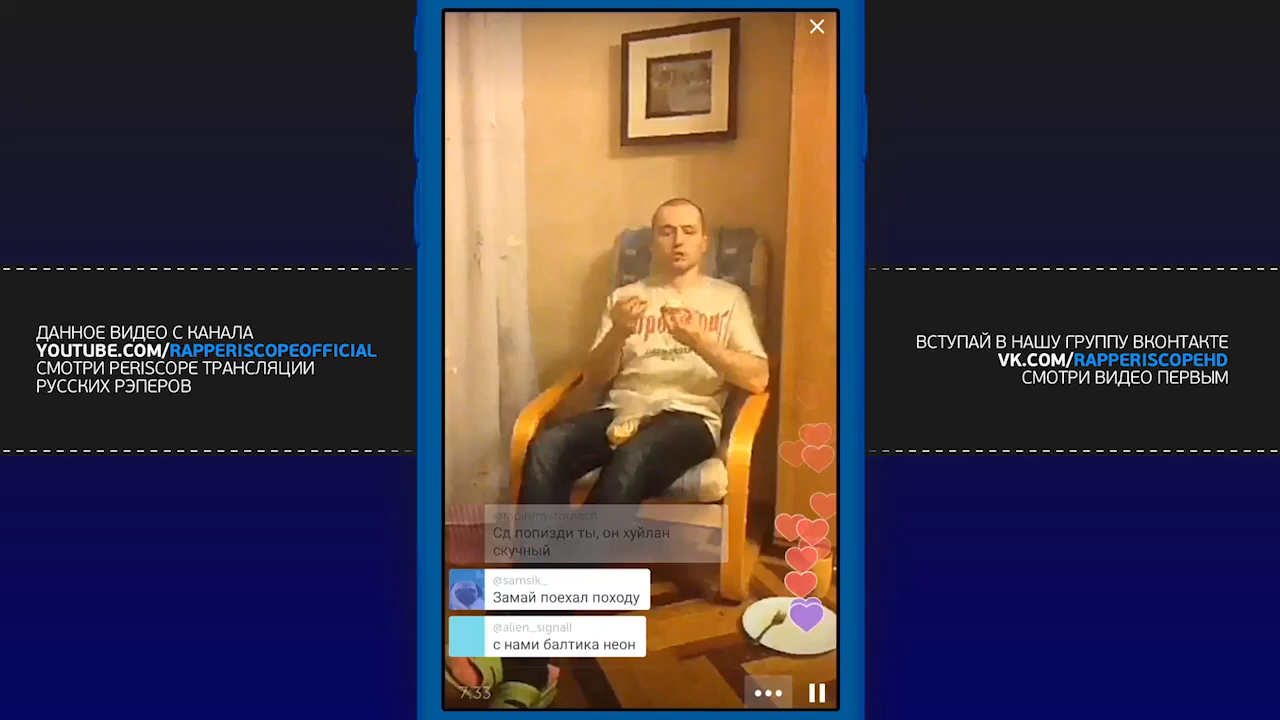 ДАННОЕ ВИДЕО С КАНАЛА
YOUTUBE.COM/RAPPERISCOPEOFFICIAL
СМОТРИ PERISCOPE ТРАНСЛЯЦИИ
РУССКИХ РЭПЕРОВ
Сд попизди ты, он хуйлан
скучный
@samsik_
Замай поехал походу
@alien_signall
с нами балтика неон
7:33
ВСТУПАЙ В НАШУ ГРУППУ ВКОНТАКТЕ
VK.COM/RAPPERISCOPEHD
СМОТРИ ВИДЕО ПЕРВЫМ